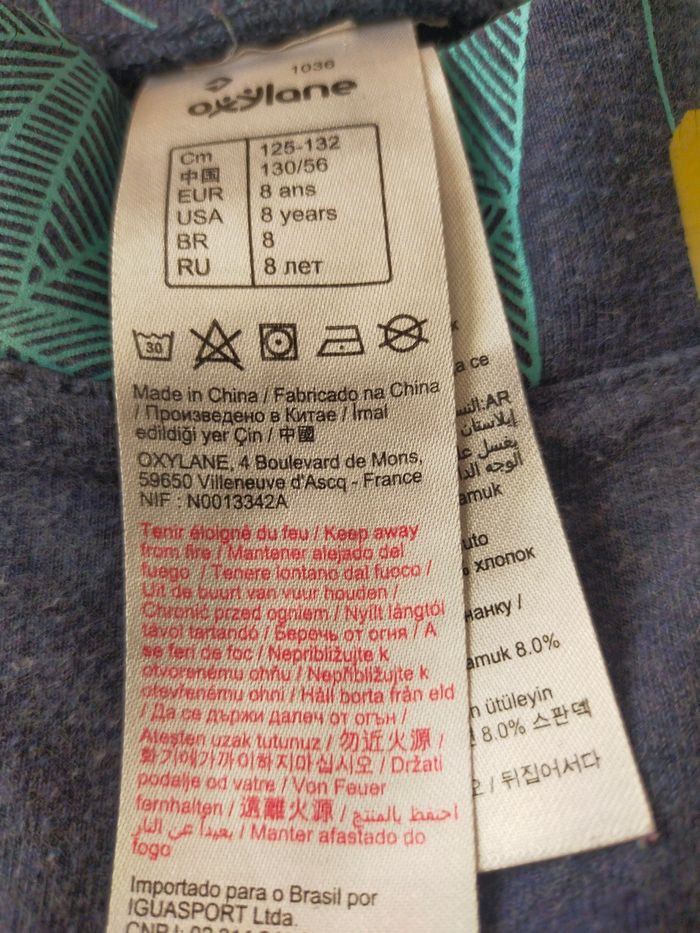 1036
oxylane
Cm 125-132
中国 130/56
EUR 8 ans
USA 8 years
BR 8
RU 8 лет
30
Made in China / Fabricado na China
/ Произведено в Китае / İmal
edildiği yer Çin / 中國
OXYLANE, 4 Boulevard de Mons,
59650 Villeneuve d'Ascq - France
NIF : N0013342A
Tenir éloigné du feu / Keep away
from fire / Mantener alejado del
fuego / Tenere lontano dal fuoco /
Uit de buurt van vuur houden /
Chronić przed ogniem / Nyílt lángtól
távol tartandó / Беречь от огня / A
se feri de foc / Nepribližujte k
otvorenému ohňu / Nepřibližujte k
otevřenému ohni / Håll borta från eld
/ Да се държи далеч от огън /
Ateşten uzak tutunuz / 勿近火源 /
화기에가까이하지마십시오 / Držati
podalje od vatre / Von Feuer
fernhalten / 遠離火源 / احتفظ بالمنتج
بعيداً عن النار / Manter afastado do
fogo
Importado para o Brasil por
IGUASPORT Ltda.
a ce
AR:
إيلاستان
يغسل
الوجه
amuk
uto
хлопок
нанку /
amuk 8.0%
n ütüleyin
8.0% 스판덱
/ 뒤집어서다